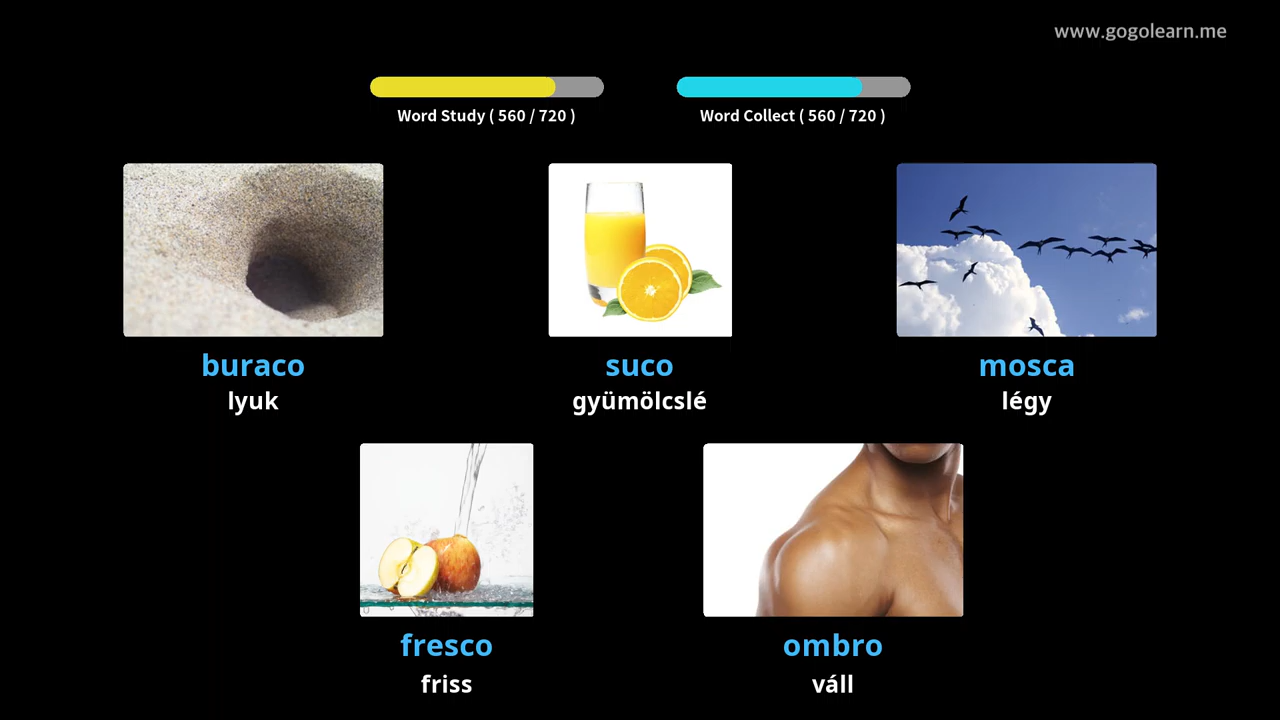 www.gogolearn.me
Word Study ( 560 / 720 )
Word Collect ( 560 / 720 )
buraco
lyuk
suco
gyümölcslé
mosca
légy
fresco
friss
ombro
váll